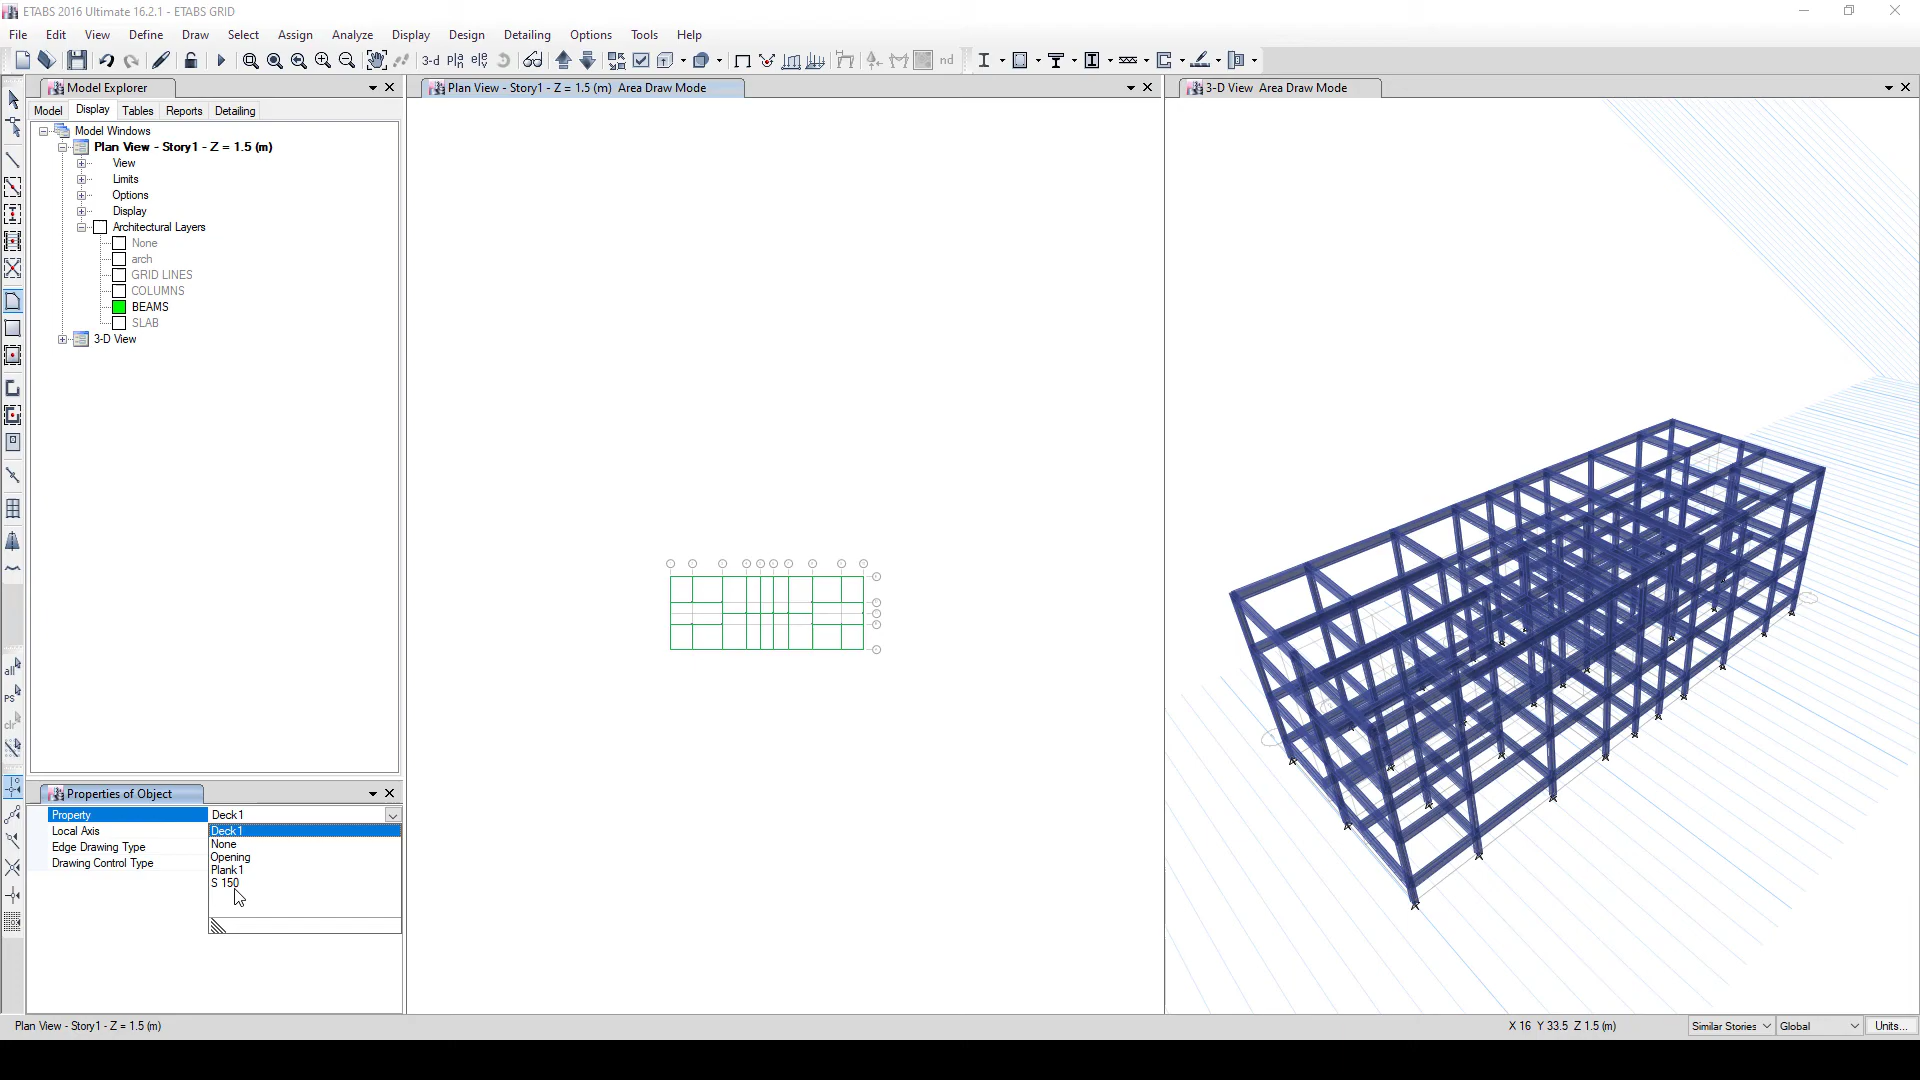 ETABS 2016 Ultimate 16.2.1 - ETABS GRID
File Edit View Define Draw Select Assign Analyze Display Design Detailing Options Tools Help
3-d
nd
Model Explorer
Model Display Tables Reports Detailing
Model Windows
Plan View - Story1 - Z = 1.5 (m)
View
Limits
Options
Display
Architectural Layers
None
arch
GRID LINES
COLUMNS
BEAMS
SLAB
3-D View
Plan View - Story1 - Z = 1.5 (m) Area Draw Mode
3-D View Area Draw Mode
all
PS
clr
Properties of Object
Property Deck1
Local Axis
Edge Drawing Type
Drawing Control Type
Deck1
None
Opening
Plank1
S 150
Plan View - Story1 - Z = 1.5 (m)
X 16 Y 33.5 Z 1.5 (m)
Similar Stories
Global
Units...